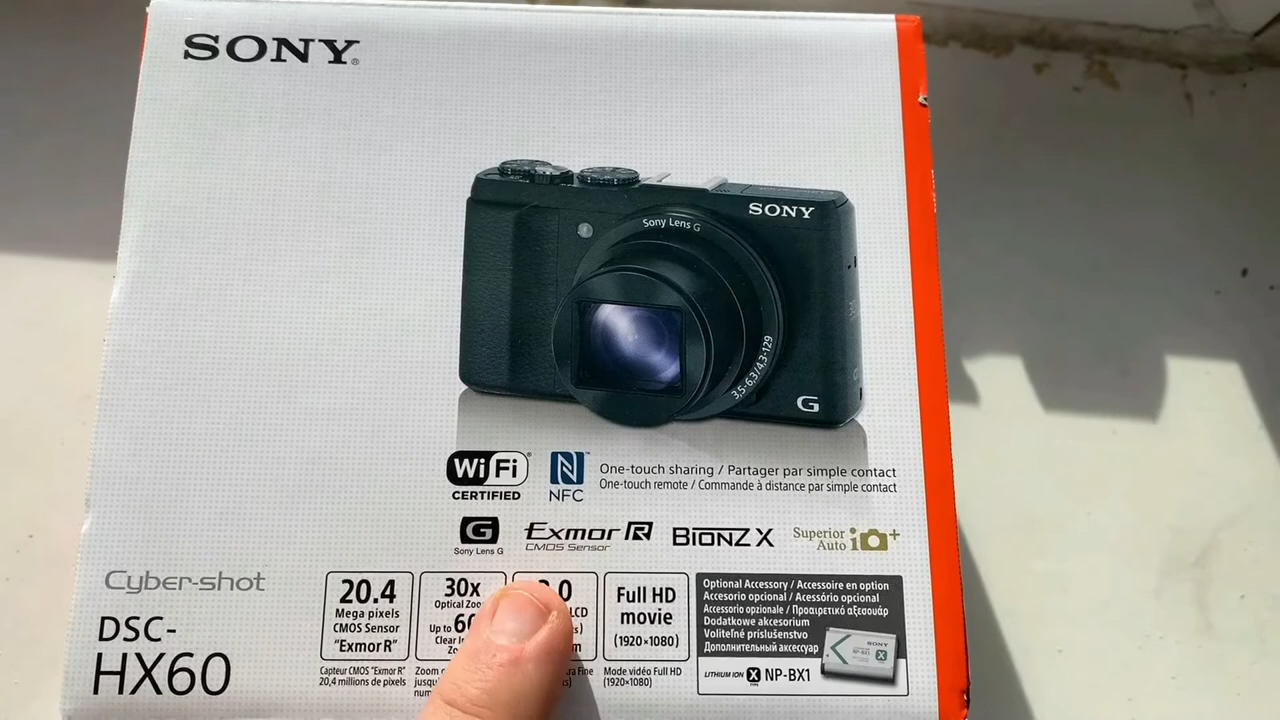 SONY®
SONY
Sony Lens G
3,5-6,3/4,3-129
G
WiFi®
CERTIFIED
N™
NFC
One-touch sharing / Partager par simple contact
One-touch remote / Commande à distance par simple contact
G
Sony Lens G
Exmor R
CMOS Sensor
BIONZ X
Superior
Auto i+
Cyber-shot
DSC-
HX60
20.4
Mega pixels
CMOS Sensor
"Exmor R"
Capteur CMOS "Exmor R"
20,4 millions de pixels
30x
Optical
Up to
Clear
Zoom
Full HD
movie
(1920×1080)
Mode vidéo Full HD
(1920×1080)
Optional Accessory / Accessoire en option
Accesorio opcional / Acessório opcional
Accessorio opzionale / Προαιρετικό αξεσουάρ
Dodatkowe akcesorium
Voliteľné príslušenstvo
Дополнительный аксессуар
SONY
NP-BX1
X
LITHIUM ION X TYPE NP-BX1